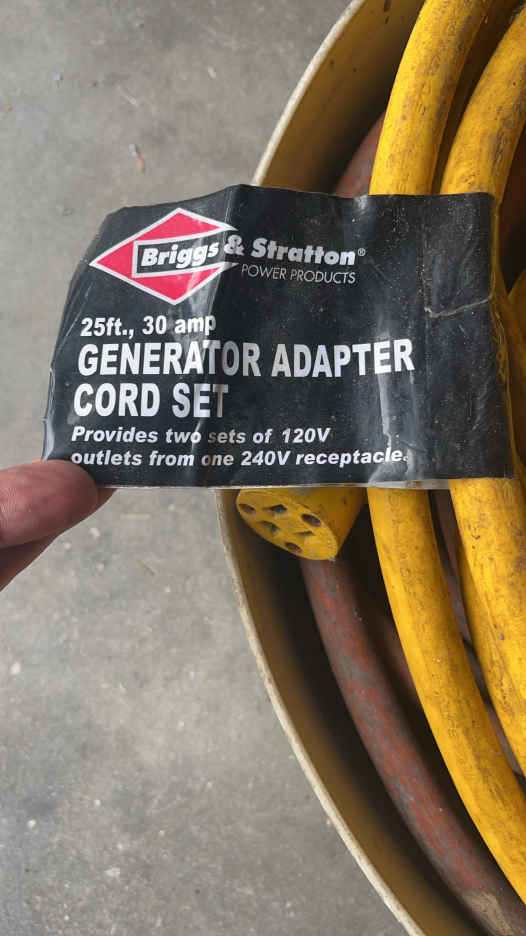 Briggs & Stratton®
POWER PRODUCTS
25ft., 30 amp
GENERATOR ADAPTER
CORD SET
Provides two sets of 120V
outlets from one 240V receptacle.